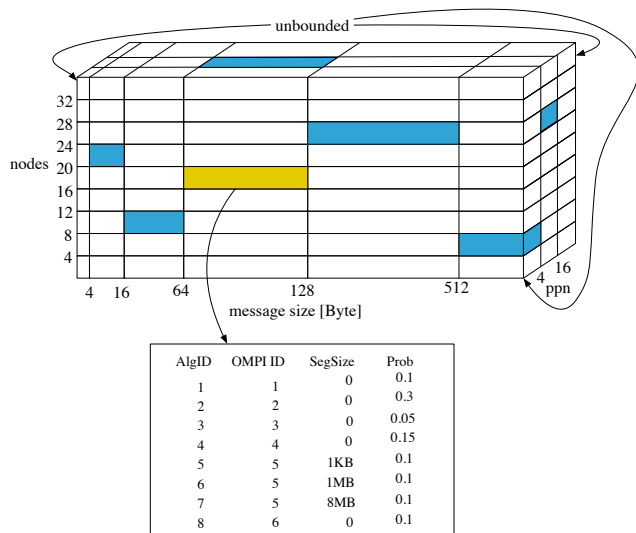 unbounded
32
28
24
nodes
20
16
12
8
4
4 16 64 128 512
4 16
ppn
message size [Byte]
AlgID OMPI ID SegSize Prob
1 1 0 0.1
2 2 0 0.3
3 3 0 0.05
4 4 0 0.15
5 5 1KB 0.1
6 5 1MB 0.1
7 5 8MB 0.1
8 6 0 0.1